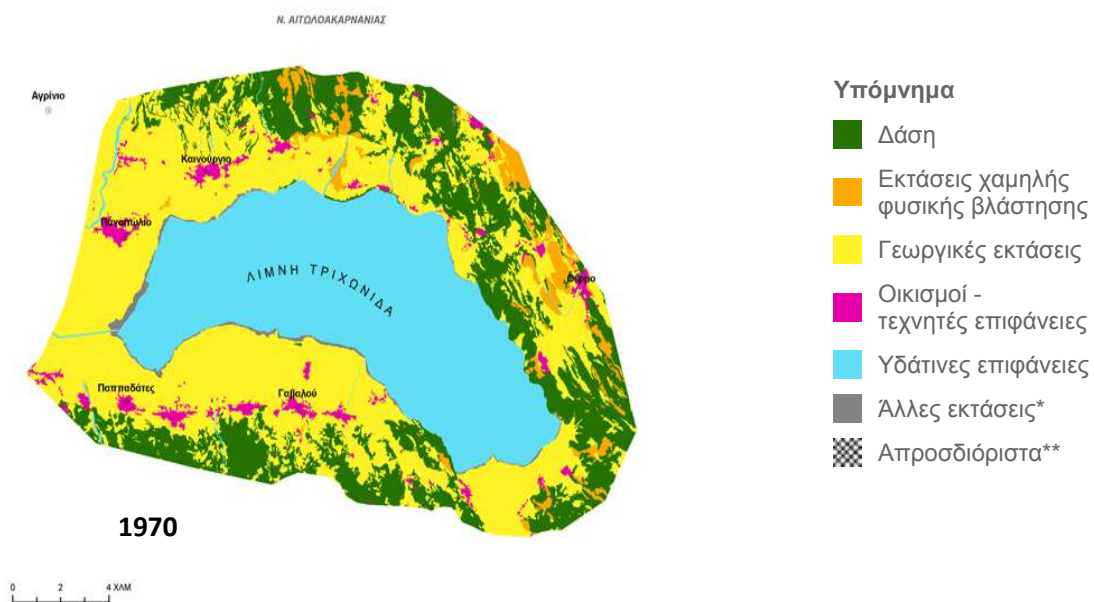 Ν. ΑΙΤΩΛΟΑΚΑΡΝΑΝΙΑΣ
Αγρίνιο
Καινούργιο
Παναιτώλιο
ΛΙΜΝΗ ΤΡΙΧΩΝΙΔΑ
Θέρμο
Παππαδάτες
Γαβαλού
1970
0 2 4 ΧΛΜ
Υπόμνημα
Δάση
Εκτάσεις χαμηλής
φυσικής βλάστησης
Γεωργικές εκτάσεις
Οικισμοί -
τεχνητές επιφάνειες
Υδάτινες επιφάνειες
Άλλες εκτάσεις*
Απροσδιόριστα**